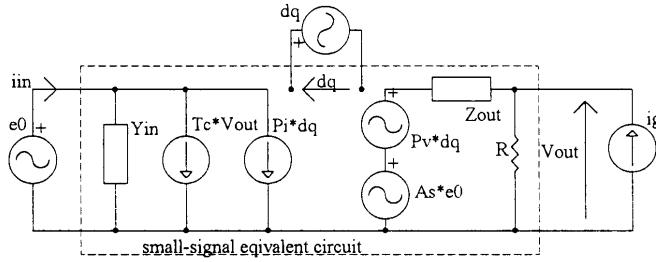 dq
+
iin
dq
e0
+
Yin
Tc*Vout
Pi*dq
+
Pv*dq
+
As*e0
Zout
R
Vout
ig
small-signal eqivalent circuit